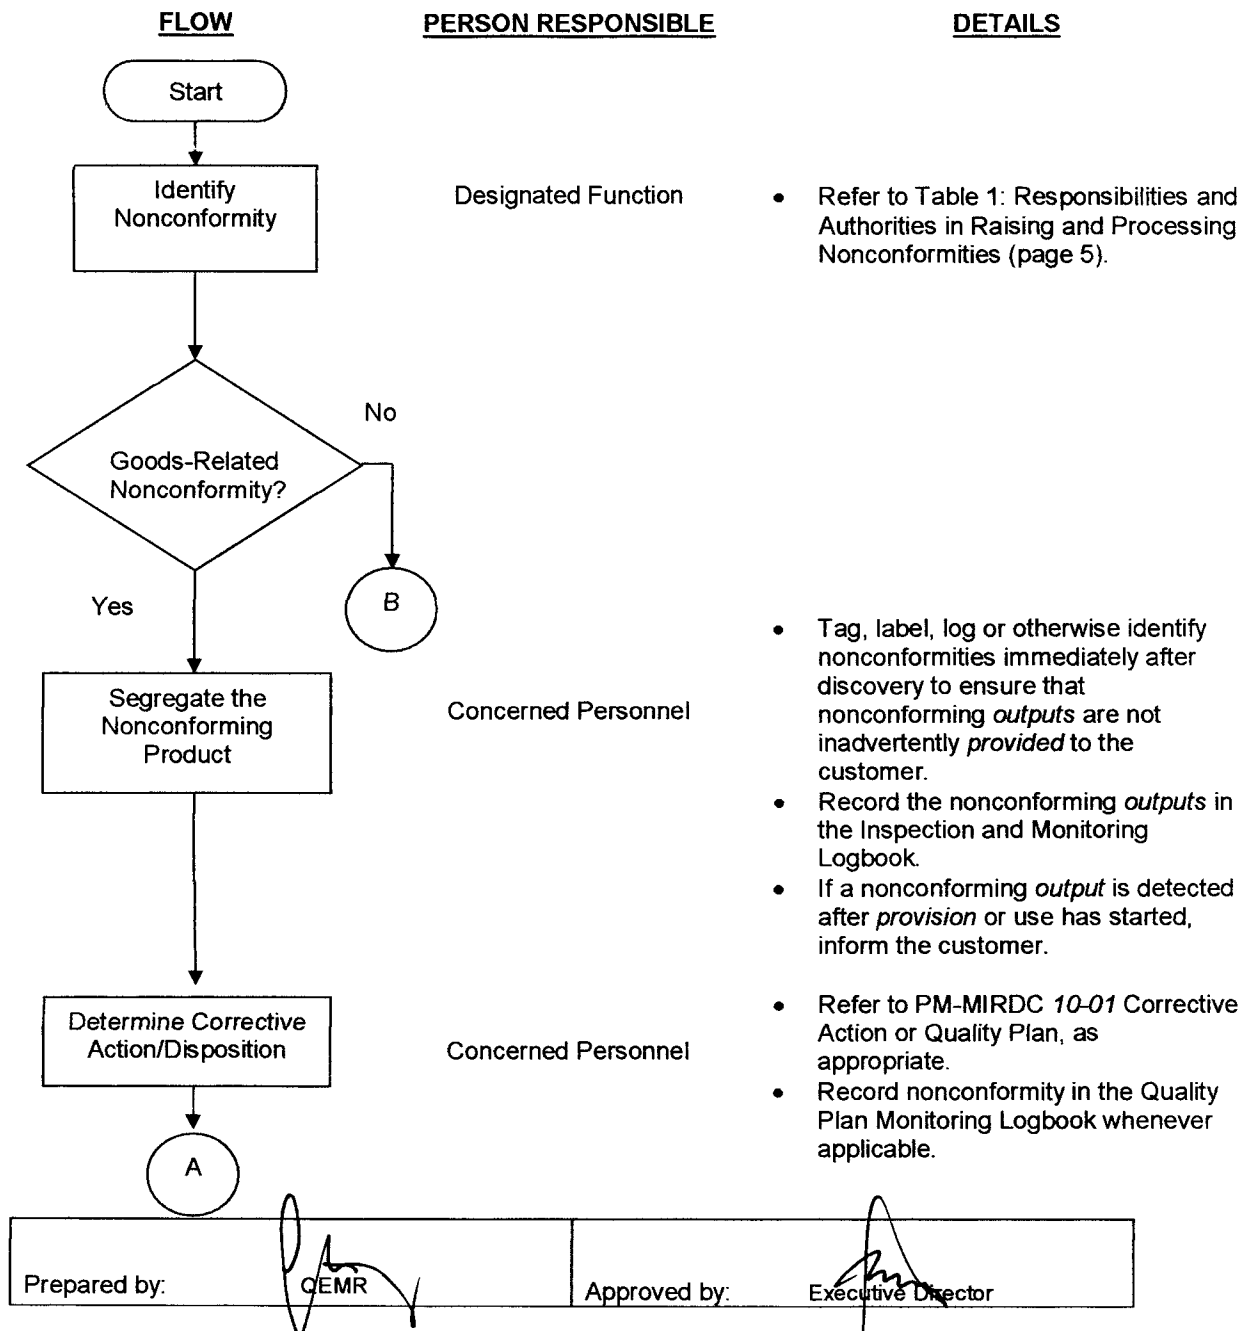 FLOW PERSON RESPONSIBLE DETAILS
Start
Identify
Nonconformity
Designated Function
• Refer to Table 1: Responsibilities and
Authorities in Raising and Processing
Nonconformities (page 5).
Goods-Related
Nonconformity?
No
B
Yes
Segregate the
Nonconforming
Product
Concerned Personnel
• Tag, label, log or otherwise identify
nonconformities immediately after
discovery to ensure that
nonconforming outputs are not
inadvertently provided to the
customer.
• Record the nonconforming outputs in
the Inspection and Monitoring
Logbook.
• If a nonconforming output is detected
after provision or use has started,
inform the customer.
Determine Corrective
Action/Disposition
Concerned Personnel
• Refer to PM-MIRDC 10-01 Corrective
Action or Quality Plan, as
appropriate.
• Record nonconformity in the Quality
Plan Monitoring Logbook whenever
applicable.
A
Prepared by: QEMR Approved by: Executive Director